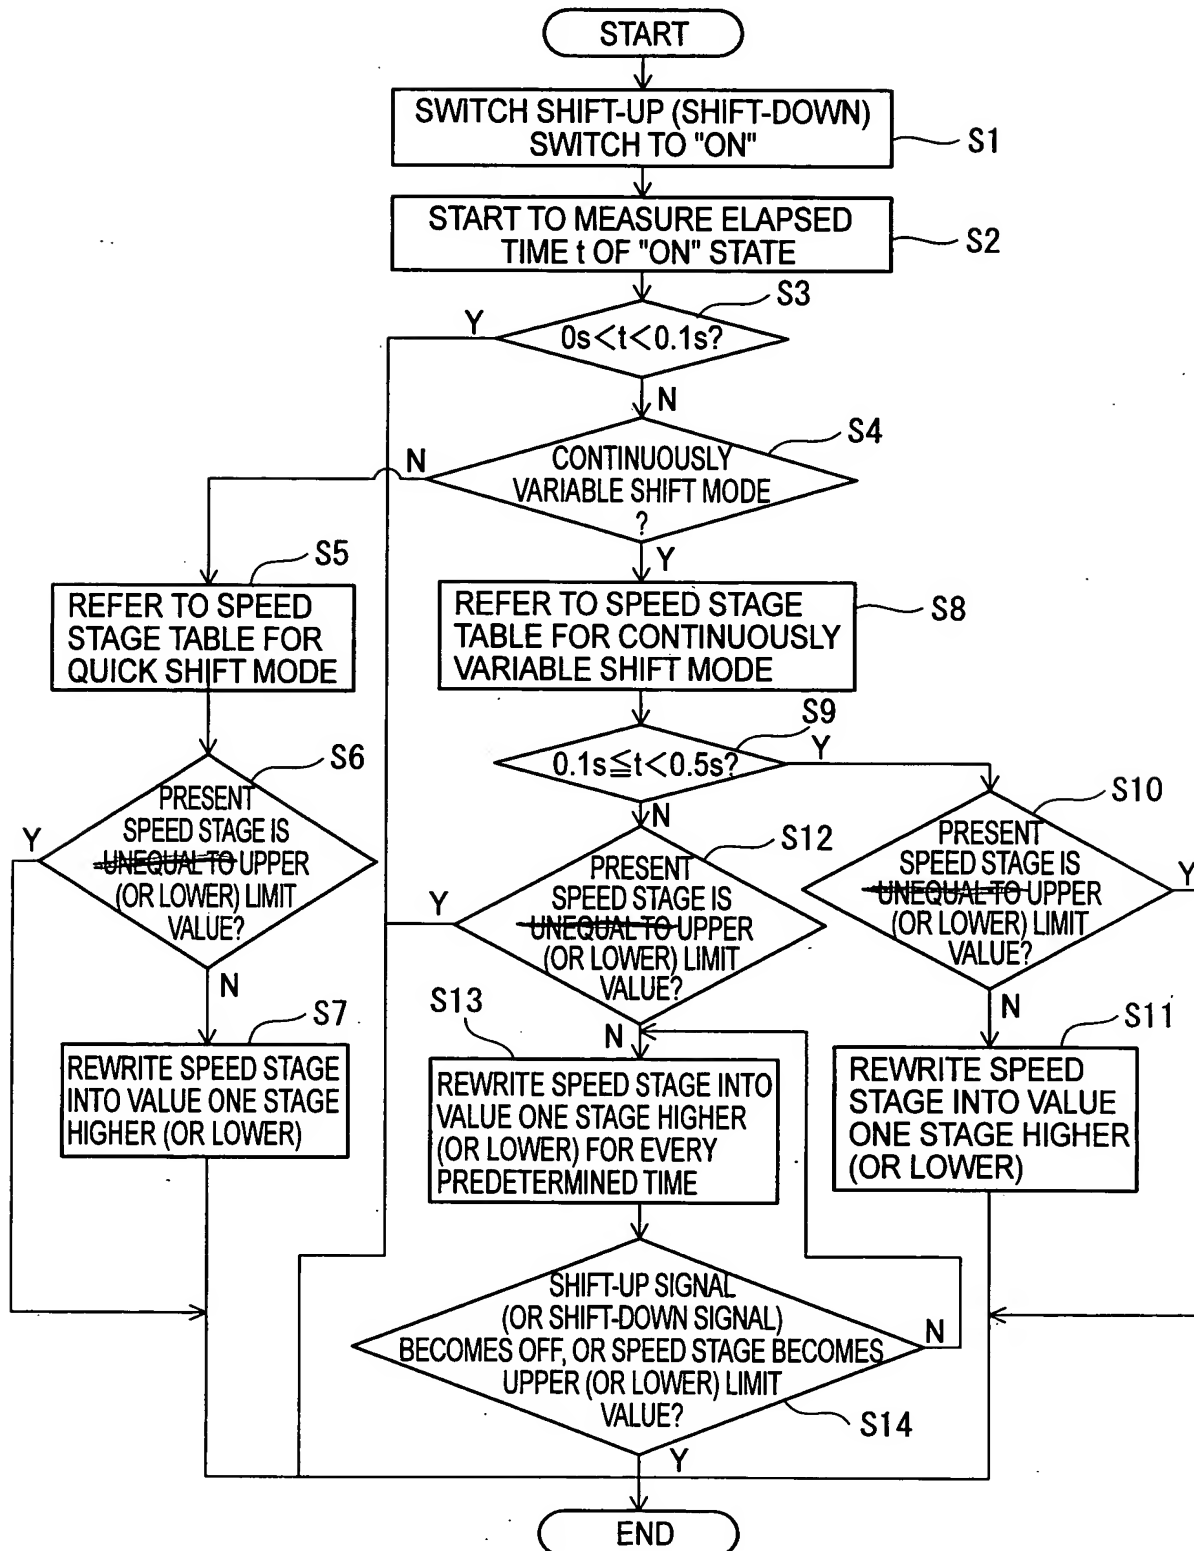 START
SWITCH SHIFT-UP (SHIFT-DOWN)
SWITCH TO "ON"
S1
START TO MEASURE ELAPSED
TIME t OF "ON" STATE
S2
S3
Y
0s<t<0.1s?
N
S4
N
CONTINUOUSLY
VARIABLE SHIFT MODE
?
Y
S5
REFER TO SPEED
STAGE TABLE FOR
QUICK SHIFT MODE
S8
REFER TO SPEED STAGE
TABLE FOR CONTINUOUSLY
VARIABLE SHIFT MODE
S9
0.1s≦t<0.5s?
Y
N
S6
Y
PRESENT
SPEED STAGE IS
UNEQUAL TO UPPER
(OR LOWER) LIMIT
VALUE?
N
S12
Y
PRESENT
SPEED STAGE IS
UNEQUAL TO UPPER
(OR LOWER) LIMIT
VALUE?
N
S10
PRESENT
SPEED STAGE IS
UNEQUAL TO UPPER
(OR LOWER) LIMIT
VALUE?
Y
N
S7
REWRITE SPEED STAGE
INTO VALUE ONE STAGE
HIGHER (OR LOWER)
S13
REWRITE SPEED STAGE INTO
VALUE ONE STAGE HIGHER
(OR LOWER) FOR EVERY
PREDETERMINED TIME
S11
REWRITE SPEED
STAGE INTO VALUE
ONE STAGE HIGHER
(OR LOWER)
SHIFT-UP SIGNAL
(OR SHIFT-DOWN SIGNAL)
BECOMES OFF, OR SPEED STAGE BECOMES
UPPER (OR LOWER) LIMIT
VALUE?
N
S14
Y
END